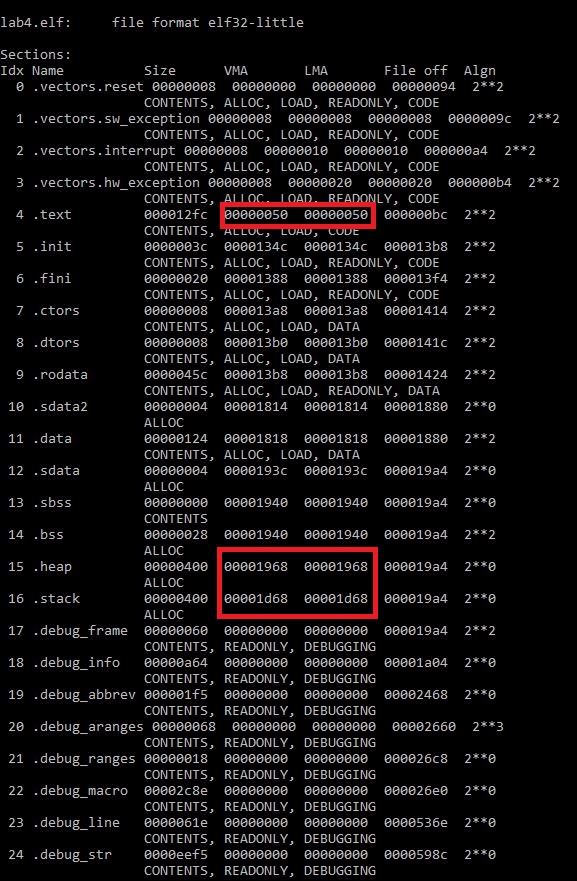 lab4.elf:     file format elf32-little
Sections:
Idx Name          Size      VMA       LMA       File off  Algn
  0 .vectors.reset 00000008  00000000  00000000  00000094  2**2
                  CONTENTS, ALLOC, LOAD, READONLY, CODE
  1 .vectors.sw_exception 00000008  00000008  00000008  0000009c  2**2
                  CONTENTS, ALLOC, LOAD, READONLY, CODE
  2 .vectors.interrupt 00000008  00000010  00000010  000000a4  2**2
                  CONTENTS, ALLOC, LOAD, READONLY, CODE
  3 .vectors.hw_exception 00000008  00000020  00000020  000000b4  2**2
                  CONTENTS, ALLOC, LOAD, READONLY, CODE
  4 .text         000012fc  00000050  00000050  000000bc  2**2
                  CONTENTS, ALLOC, LOAD, CODE
  5 .init         0000003c  0000134c  0000134c  000013b8  2**2
                  CONTENTS, ALLOC, LOAD, READONLY, CODE
  6 .fini         00000020  00001388  00001388  000013f4  2**2
                  CONTENTS, ALLOC, LOAD, READONLY, CODE
  7 .ctors        00000008  000013a8  000013a8  00001414  2**2
                  CONTENTS, ALLOC, LOAD, DATA
  8 .dtors        00000008  000013b0  000013b0  0000141c  2**2
                  CONTENTS, ALLOC, LOAD, DATA
  9 .rodata       0000045c  000013b8  000013b8  00001424  2**2
                  CONTENTS, ALLOC, LOAD, READONLY, DATA
 10 .sdata2       00000004  00001814  00001814  00001880  2**0
                  ALLOC
 11 .data         00000124  00001818  00001818  00001880  2**2
                  CONTENTS, ALLOC, LOAD, DATA
 12 .sdata        00000004  0000193c  0000193c  000019a4  2**0
                  ALLOC
 13 .sbss         00000000  00001940  00001940  000019a4  2**0
                  CONTENTS
 14 .bss          00000028  00001940  00001940  000019a4  2**2
                  ALLOC
 15 .heap         00000400  00001968  00001968  000019a4  2**0
                  ALLOC
 16 .stack        00000400  00001d68  00001d68  000019a4  2**0
                  ALLOC
 17 .debug_frame  00000060  00000000  00000000  000019a4  2**2
                  CONTENTS, READONLY, DEBUGGING
 18 .debug_info   00000a64  00000000  00000000  00001a04  2**0
                  CONTENTS, READONLY, DEBUGGING
 19 .debug_abbrev 000001f5  00000000  00000000  00002468  2**0
                  CONTENTS, READONLY, DEBUGGING
 20 .debug_aranges 00000068  00000000  00000000  00002660  2**3
                  CONTENTS, READONLY, DEBUGGING
 21 .debug_ranges 00000018  00000000  00000000  000026c8  2**0
                  CONTENTS, READONLY, DEBUGGING
 22 .debug_macro  00002c8e  00000000  00000000  000026e0  2**0
                  CONTENTS, READONLY, DEBUGGING
 23 .debug_line   0000061e  00000000  00000000  0000536e  2**0
                  CONTENTS, READONLY, DEBUGGING
 24 .debug_str    0000eef5  00000000  00000000  0000598c  2**0
                  CONTENTS, READONLY, DEBUGGING